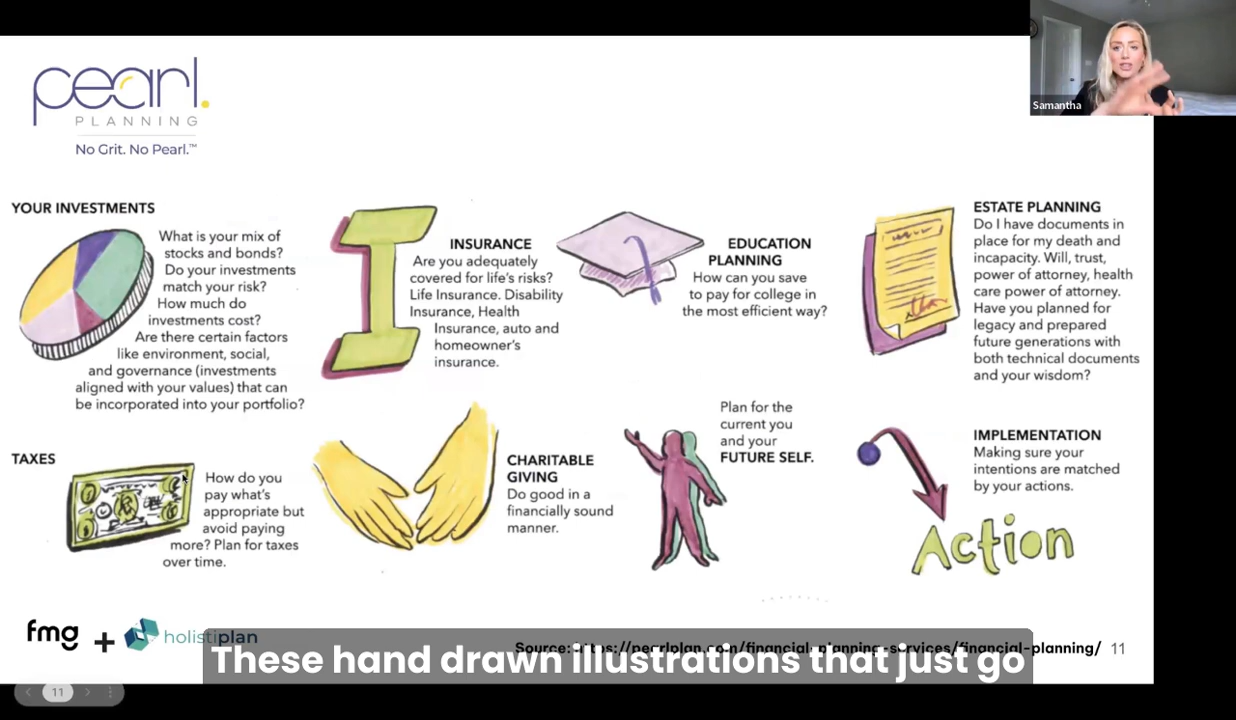 Samantha
pearl.
PLANNING
No Grit. No Pearl.™
YOUR INVESTMENTS
What is your mix of
stocks and bonds?
Do your investments
match your risk?
How much do
investments cost?
Are there certain factors
like environment, social,
and governance (investments
aligned with your values) that can
be incorporated into your portfolio?
INSURANCE
Are you adequately
covered for life's risks?
Life Insurance. Disability
Insurance, Health
Insurance, auto and
homeowner's
insurance.
EDUCATION
PLANNING
How can you save
to pay for college in
the most efficient way?
ESTATE PLANNING
Do I have documents in
place for my death and
incapacity. Will, trust,
power of attorney, health
care power of attorney.
Have you planned for
legacy and prepared
future generations with
both technical documents
and your wisdom?
TAXES
How do you
pay what's
appropriate but
avoid paying
more? Plan for taxes
over time.
CHARITABLE
GIVING
Do good in a
financially sound
manner.
Plan for the
current you
and your
FUTURE SELF.
IMPLEMENTATION
Making sure your
intentions are matched
by your actions.
Action
fmg + holistiplan
Source: https://pearlplan.com/financial-planning-services/financial-planning/ 11
These hand drawn illustrations that just go
11